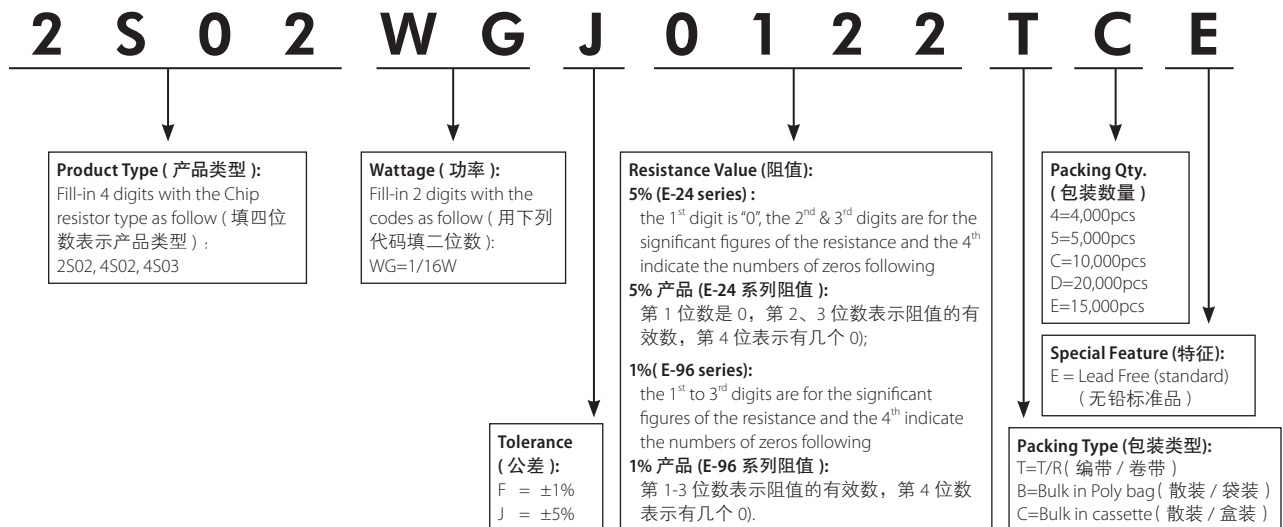 2 S 0 2 W G J 0 1 2 2 T C E
Product Type ( 产品类型 ):
Fill-in 4 digits with the Chip
resistor type as follow ( 填四位
数表示产品类型 ) :
2S02, 4S02, 4S03
Wattage ( 功率 ):
Fill-in 2 digits with the
codes as follow ( 用下列
代码填二位数 ):
WG=1/16W
Tolerance
( 公差 ):
F = ±1%
J = ±5%
Resistance Value (阻值):
5% (E-24 series) :
the 1st digit is "0", the 2nd & 3rd digits are for the
significant figures of the resistance and the 4th
indicate the numbers of zeros following
5% 产品 (E-24 系列阻值 ):
第 1 位数是 0，第 2、3 位数表示阻值的有
效数，第 4 位表示有几个 0);
1%( E-96 series):
the 1st to 3rd digits are for the significant
figures of the resistance and the 4th indicate
the numbers of zeros following
1% 产品 (E-96 系列阻值 ):
第 1-3 位数表示阻值的有效数，第 4 位数
表示有几个 0).
Packing Qty.
( 包装数量 )
4=4,000pcs
5=5,000pcs
C=10,000pcs
D=20,000pcs
E=15,000pcs
Special Feature (特征):
E = Lead Free (standard)
( 无铅标准品 )
Packing Type (包装类型):
T=T/R( 编带 / 卷带 )
B=Bulk in Poly bag( 散装 / 袋装 )
C=Bulk in cassette( 散装 / 盒装 )